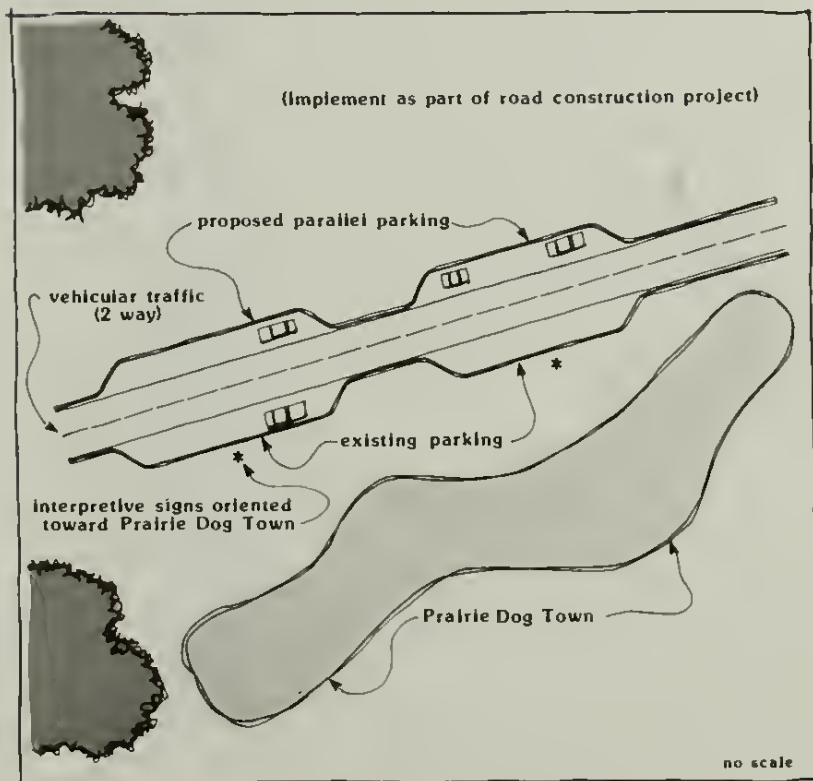 (Implement as part of road construction project)
proposed parallel parking
vehicular traffic
(2 way)
existing parking
*
*
interpretive signs oriented
toward Prairie Dog Town
Prairie Dog Town
no scale